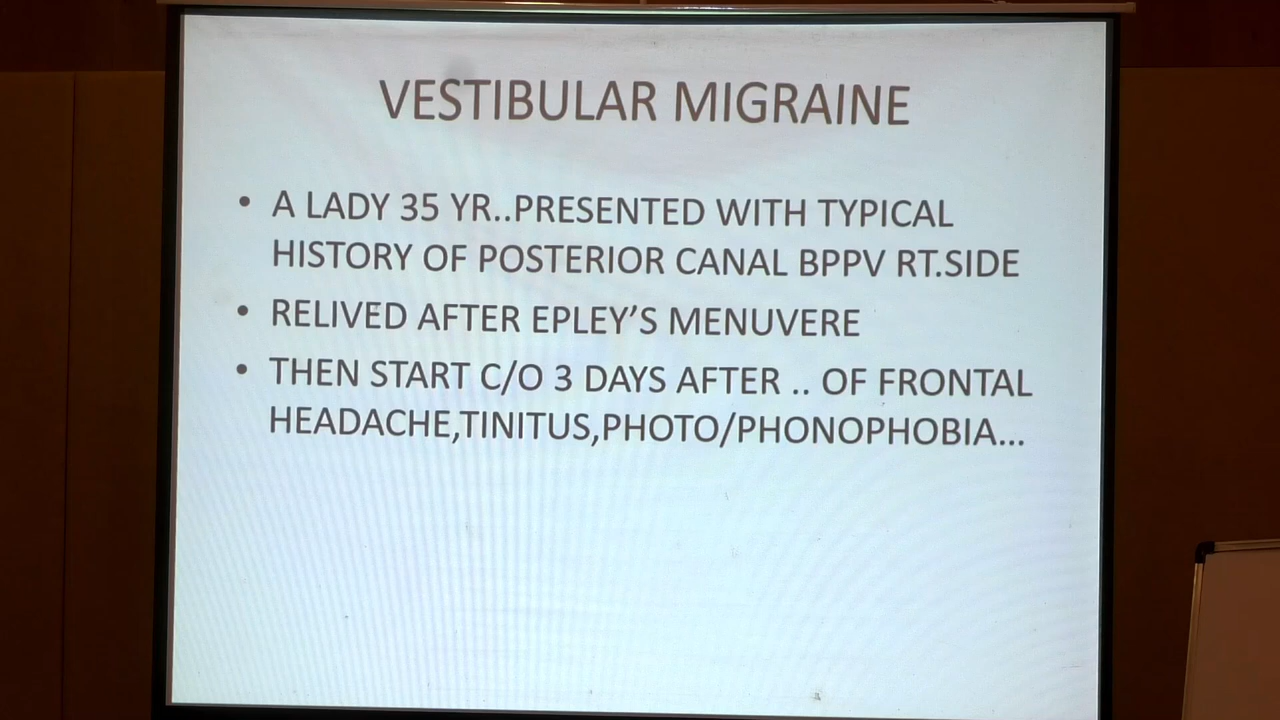 VESTIBULAR MIGRAINE
• A LADY 35 YR..PRESENTED WITH TYPICAL
HISTORY OF POSTERIOR CANAL BPPV RT.SIDE
• RELIVED AFTER EPLEY’S MENUVERE
• THEN START C/O 3 DAYS AFTER .. OF FRONTAL
HEADACHE,TINITUS,PHOTO/PHONOPHOBIA...